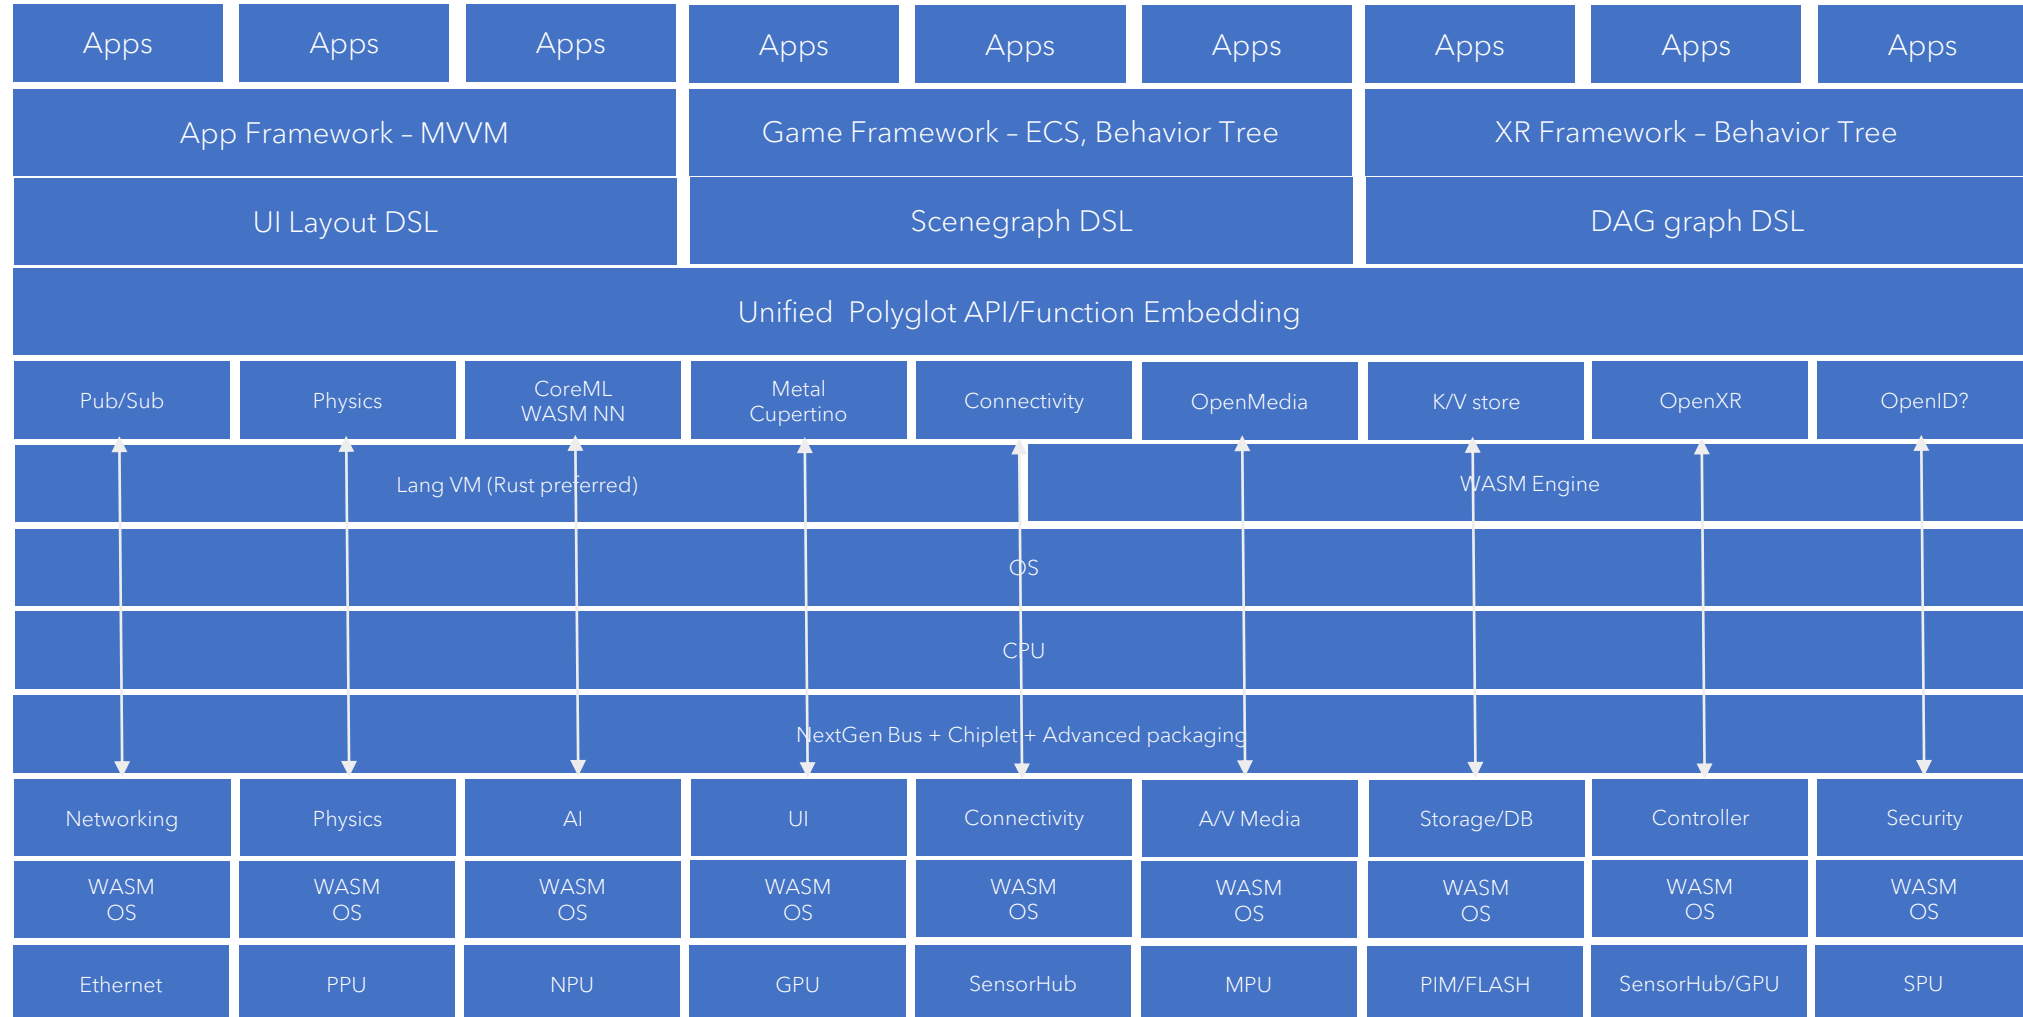 Apps
Apps
Apps
Apps
Apps
Apps
Apps
Apps
Apps
App Framework – MVVM
Game Framework – ECS, Behavior Tree
XR Framework – Behavior Tree
UI Layout DSL
Scenegraph DSL
DAG graph DSL
Unified  Polyglot API/Function Embedding
Pub/Sub
Physics
CoreML
WASM NN
Metal
Cupertino
Connectivity
OpenMedia
K/V store
OpenXR
OpenID?
Lang VM (Rust preferred)
WASM Engine
OS
CPU
NextGen Bus + Chiplet + Advanced packaging
Networking
Physics
AI
UI
Connectivity
A/V Media
Storage/DB
Controller
Security
WASM
OS
WASM
OS
WASM
OS
WASM
OS
WASM
OS
WASM
OS
WASM
OS
WASM
OS
WASM
OS
Ethernet
PPU
NPU
GPU
SensorHub
MPU
PIM/FLASH
SensorHub/GPU
SPU